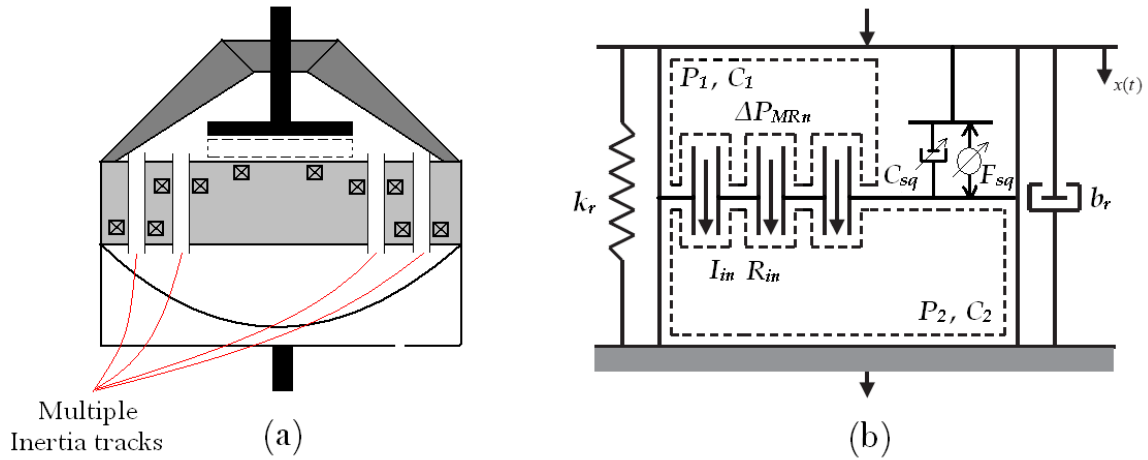 Multiple
Inertia tracks
(a)
P1, C1
ΔPMRn
x(t)
Csq
Fsq
kr
br
Iin Rin
P2, C2
(b)